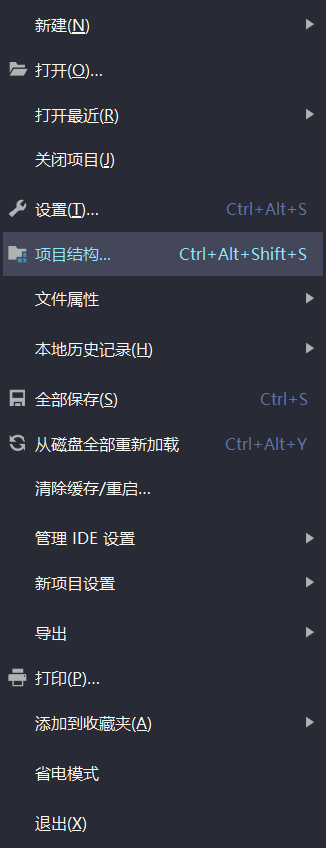 新建(N)
打开(O)...
打开最近(R)
关闭项目(J)
设置(T)... Ctrl+Alt+S
项目结构... Ctrl+Alt+Shift+S
文件属性
本地历史记录(H)
全部保存(S) Ctrl+S
从磁盘全部重新加载 Ctrl+Alt+Y
清除缓存/重启...
管理 IDE 设置
新项目设置
导出
打印(P)...
添加到收藏夹(A)
省电模式
退出(X)